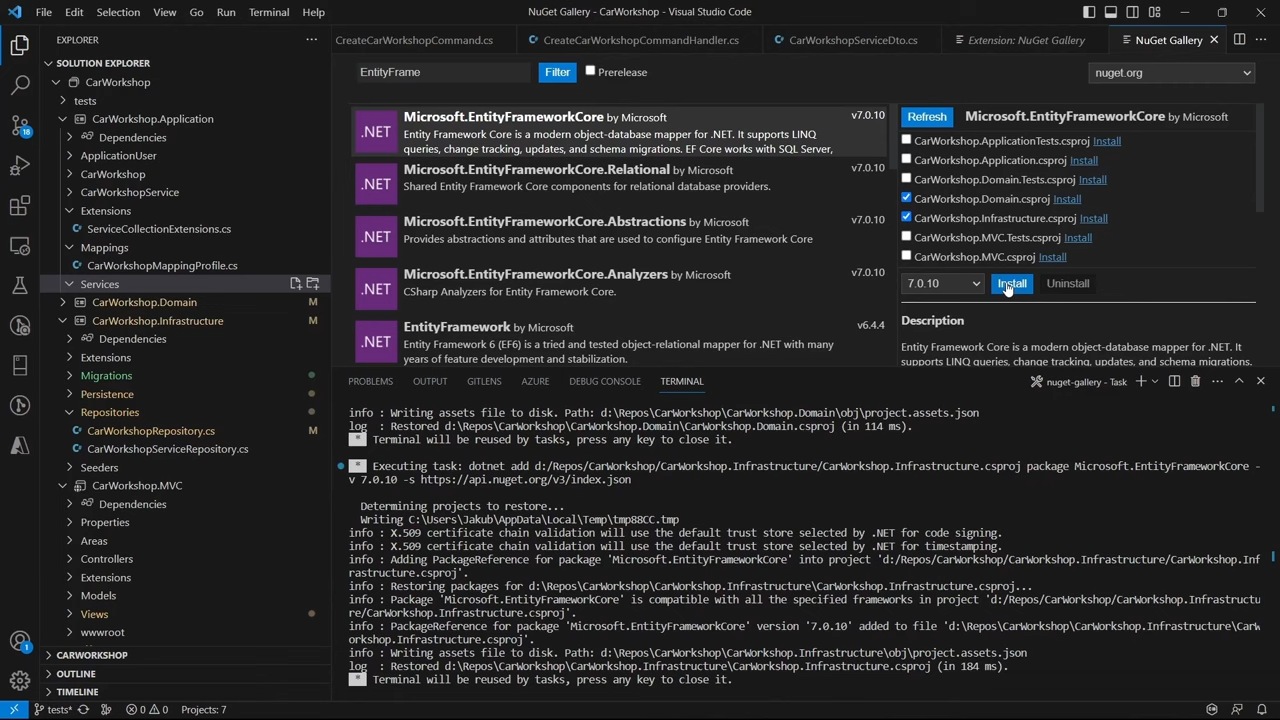 File Edit Selection View Go Run Terminal Help
NuGet Gallery - CarWorkshop - Visual Studio Code
EXPLORER
SOLUTION EXPLORER
CarWorkshop
tests
CarWorkshop.Application
Dependencies
ApplicationUser
CarWorkshop
CarWorkshopService
Extensions
ServiceCollectionExtensions.cs
Mappings
CarWorkshopMappingProfile.cs
Services
CarWorkshop.Domain M
CarWorkshop.Infrastructure M
Dependencies
Extensions
Migrations
Persistence
Repositories
CarWorkshopRepository.cs M
CarWorkshopServiceRepository.cs
Seeders
CarWorkshop.MVC
Dependencies
Properties
Areas
Controllers
Extensions
Models
Views
wwwroot
CARWORKSHOP
OUTLINE
TIMELINE
18
1
CreateCarWorkshopCommand.cs
CreateCarWorkshopCommandHandler.cs
CarWorkshopServiceDto.cs
Extension: NuGet Gallery
NuGet Gallery
EntityFrame
Filter
Prerelease
nuget.org
.NET
Microsoft.EntityFrameworkCore by Microsoft v7.0.10
Entity Framework Core is a modern object-database mapper for .NET. It supports LINQ
queries, change tracking, updates, and schema migrations. EF Core works with SQL Server,
.NET
Microsoft.EntityFrameworkCore.Relational by Microsoft v7.0.10
Shared Entity Framework Core components for relational database providers.
.NET
Microsoft.EntityFrameworkCore.Abstractions by Microsoft v7.0.10
Provides abstractions and attributes that are used to configure Entity Framework Core
.NET
Microsoft.EntityFrameworkCore.Analyzers by Microsoft v7.0.10
CSharp Analyzers for Entity Framework Core.
.NET
EntityFramework by Microsoft v6.4.4
Entity Framework 6 (EF6) is a tried and tested object-relational mapper for .NET with many
years of feature development and stabilization.
Refresh
Microsoft.EntityFrameworkCore by Microsoft
CarWorkshop.ApplicationTests.csproj Install
CarWorkshop.Application.csproj Install
CarWorkshop.Domain.Tests.csproj Install
CarWorkshop.Domain.csproj Install
CarWorkshop.Infrastructure.csproj Install
CarWorkshop.MVC.Tests.csproj Install
CarWorkshop.MVC.csproj Install
7.0.10
Install
Uninstall
Description
Entity Framework Core is a modern object-database mapper for .NET. It
supports LINQ queries, change tracking, updates, and schema migrations.
PROBLEMS OUTPUT GITLENS AZURE DEBUG CONSOLE TERMINAL
nuget-gallery - Task
info : Writing assets file to disk. Path: d:\Repos\CarWorkshop\CarWorkshop.Domain\obj\project.assets.json
log : Restored d:\Repos\CarWorkshop\CarWorkshop.Domain\CarWorkshop.Domain.csproj (in 114 ms).
* Terminal will be reused by tasks, press any key to close it.
* Executing task: dotnet add d:/Repos/CarWorkshop/CarWorkshop.Infrastructure/CarWorkshop.Infrastructure.csproj package Microsoft.EntityFrameworkCore -
v 7.0.10 -s https://api.nuget.org/v3/index.json
Determining projects to restore...
Writing C:\Users\Jakub\AppData\Local\Temp\tmp88CC.tmp
info : X.509 certificate chain validation will use the default trust store selected by .NET for code signing.
info : X.509 certificate chain validation will use the default trust store selected by .NET for timestamping.
info : Adding PackageReference for package 'Microsoft.EntityFrameworkCore' into project 'd:/Repos/CarWorkshop/CarWorkshop.Infrastructure/CarWorkshop.Inf
rastructure.csproj'.
info : Restoring packages for d:\Repos\CarWorkshop\CarWorkshop.Infrastructure\CarWorkshop.Infrastructure.csproj...
info : Package 'Microsoft.EntityFrameworkCore' is compatible with all the specified frameworks in project 'd:/Repos/CarWorkshop/CarWorkshop.Infrastructu
re/CarWorkshop.Infrastructure.csproj'.
info : PackageReference for package 'Microsoft.EntityFrameworkCore' version '7.0.10' added to file 'd:\Repos\CarWorkshop\CarWorkshop.Infrastructure\CarW
orkshop.Infrastructure.csproj'.
info : Writing assets file to disk. Path: d:\Repos\CarWorkshop\CarWorkshop.Infrastructure\obj\project.assets.json
log : Restored d:\Repos\CarWorkshop\CarWorkshop.Infrastructure\CarWorkshop.Infrastructure.csproj (in 184 ms).
* Terminal will be reused by tasks, press any key to close it.
tests* 0 0 Projects: 7